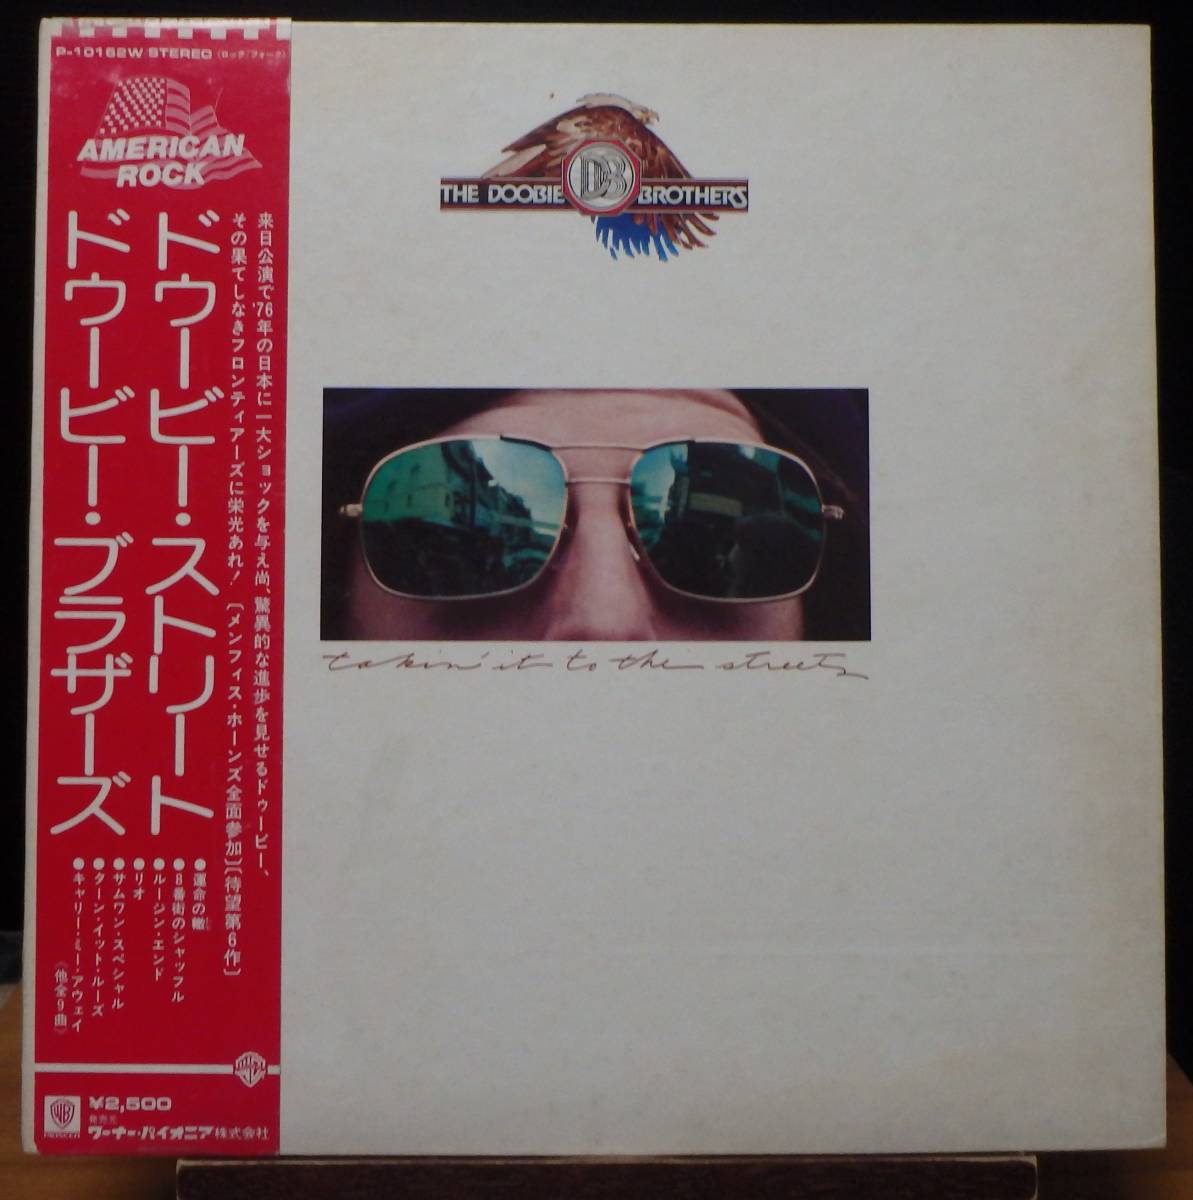 P-10162W STEREO (ロック/フォーク)
AMERICAN
ROCK
来日公演で'76年の日本に一大ショックを与え尚、驚異的な進歩を見せるドゥービー、
その果てしなきフロンティアーズに栄光あれ! 〔メンフィス・ホーンズ全面参加〕〔待望第6作〕
ドゥービー・ストリート
ドゥービー・ブラザーズ
●運命の轍
●8番街のシャッフル
●ルージン・エンド
●リオ
●サムワン・スペシャル
●ターン・イット・ルーズ
●キャリー・ミー・アウェイ
《他全9曲》
¥2,500
発売元
ワーナー・パイオニア株式会社
WB
PIONEER
THE DOOBIE DB BROTHERS
takin' it to the streets